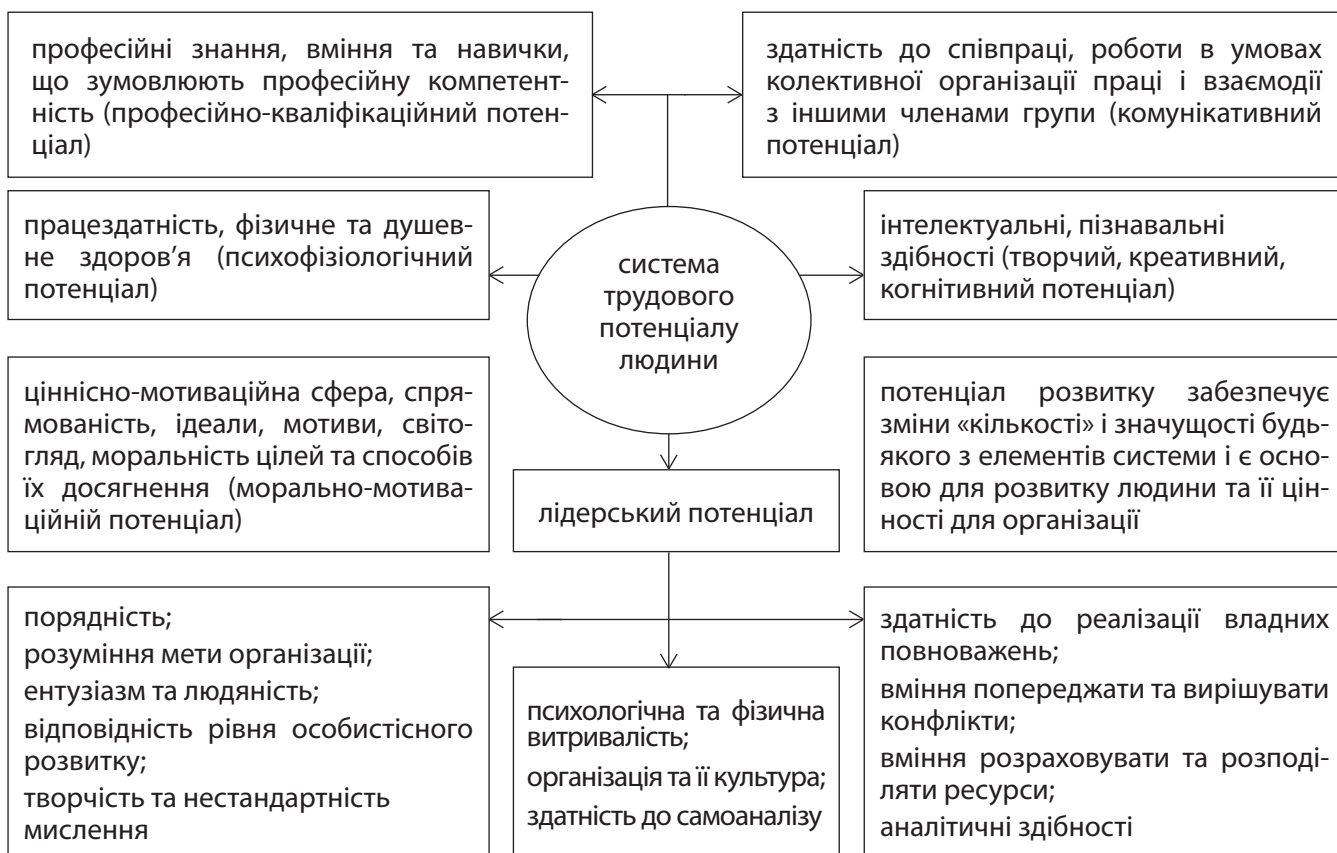 професійні знання, вміння та навички,
що зумовлюють професійну компетент-
ність (професійно-кваліфікаційний потен-
ціал)
здатність до співпраці, роботи в умовах
колективної організації праці і взаємодії
з іншими членами групи (комунікативний
потенціал)
працездатність, фізичне та душев-
не здоров’я (психофізіологічний
потенціал)
система
трудового
потенціалу
людини
інтелектуальні, пізнавальні
здібності (творчий, креативний,
когнітивний потенціал)
ціннісно-мотиваційна сфера, спря-
мованість, ідеали, мотиви, світо-
гляд, моральність цілей та способів
їх досягнення (морально-мотива-
ційній потенціал)
лідерський потенціал
потенціал розвитку забезпечує
зміни «кількості» і значущості будь-
якого з елементів системи і є осно-
вою для розвитку людини та її цін-
ності для організації
порядність;
розуміння мети організації;
ентузіазм та людяність;
відповідність рівня особистісного
розвитку;
творчість та нестандартність
мислення
психологічна та фізична
витривалість;
організація та її культура;
здатність до самоаналізу
здатність до реалізації владних
повноважень;
вміння попереджати та вирішувати
конфлікти;
вміння розраховувати та розподі-
ляти ресурси;
аналітичні здібності